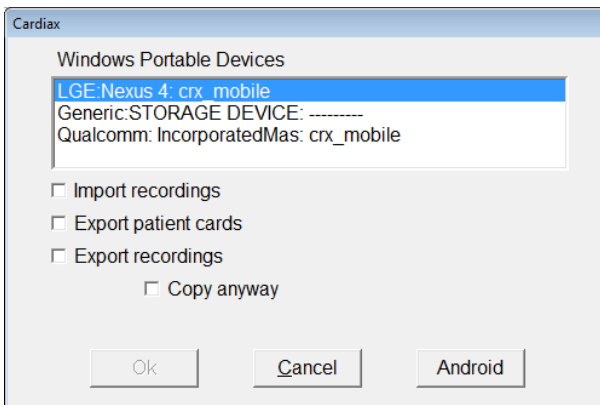 Cardiax
Windows Portable Devices
LGE:Nexus 4: crx_mobile
Generic:STORAGE DEVICE: ---------
Qualcomm: IncorporatedMas: crx_mobile
Import recordings
Export patient cards
Export recordings
Copy anyway
Ok Cancel Android